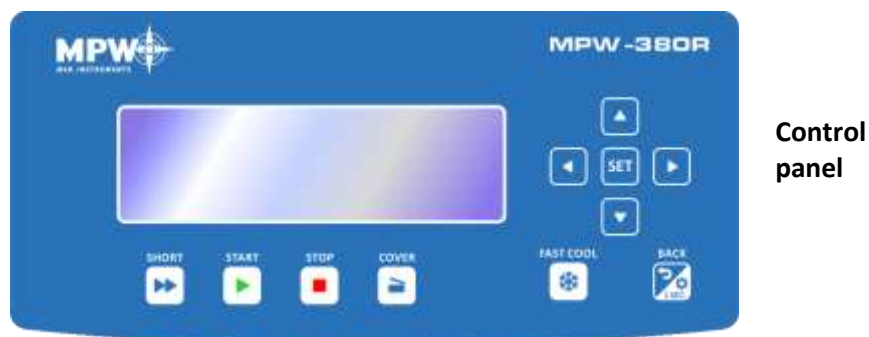 MPW
MED. INSTRUMENTS
MPW-380R
SET
SHORT
START
STOP
COVER
FAST COOL
BACK
Control
panel